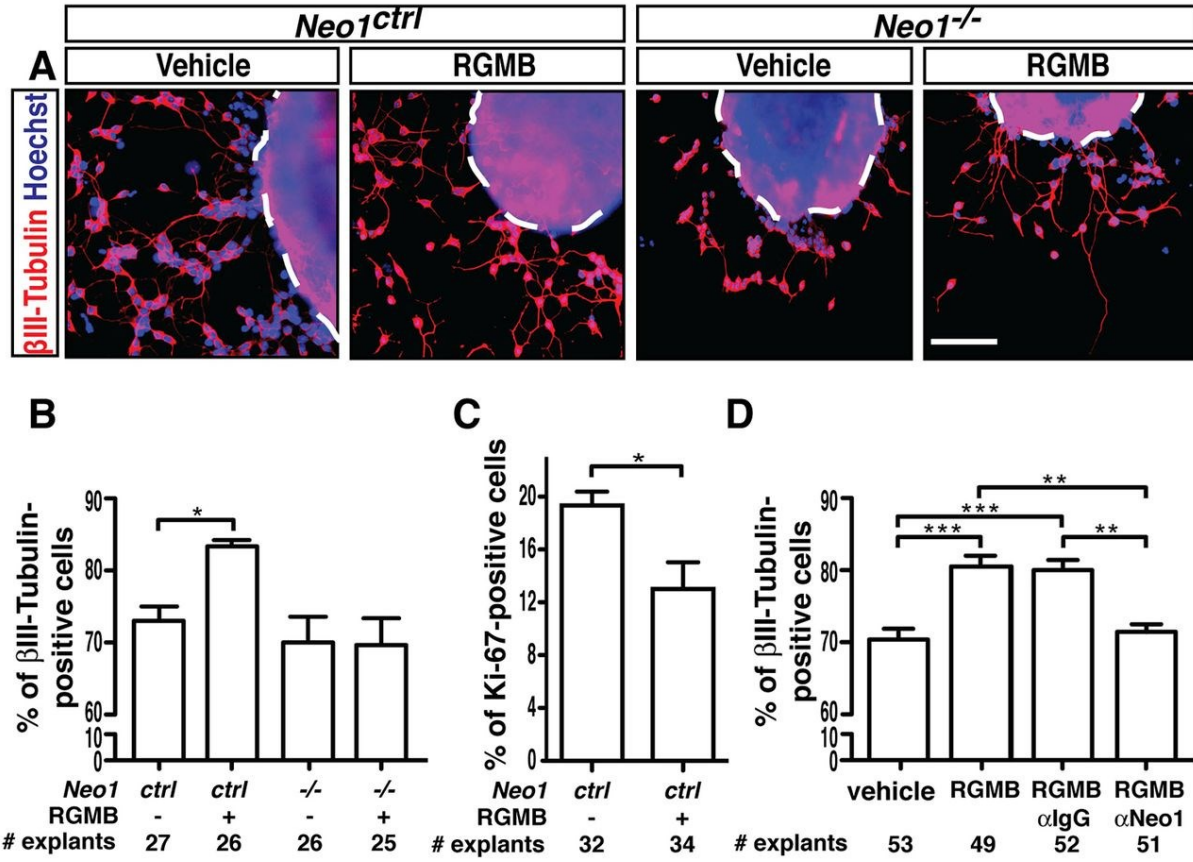 Neo1ctrl Neo1-/-
A Vehicle RGMB Vehicle RGMB
βIII-Tubulin Hoechst
B
% of βIII-Tubulin-
positive cells
90
80
70
60
10
0
*
Neo1 ctrl ctrl -/- -/-
RGMB - + - +
# explants 27 26 26 25
C
% of Ki-67-positive cells
20
16
12
8
4
0
*
Neo1 ctrl ctrl
RGMB - +
# explants 32 34
D
% of βIII-Tubulin-
positive cells
90
80
70
60
10
0
**
***
*** **
vehicle RGMB RGMB RGMB
αIgG αNeo1
# explants 53 49 52 51